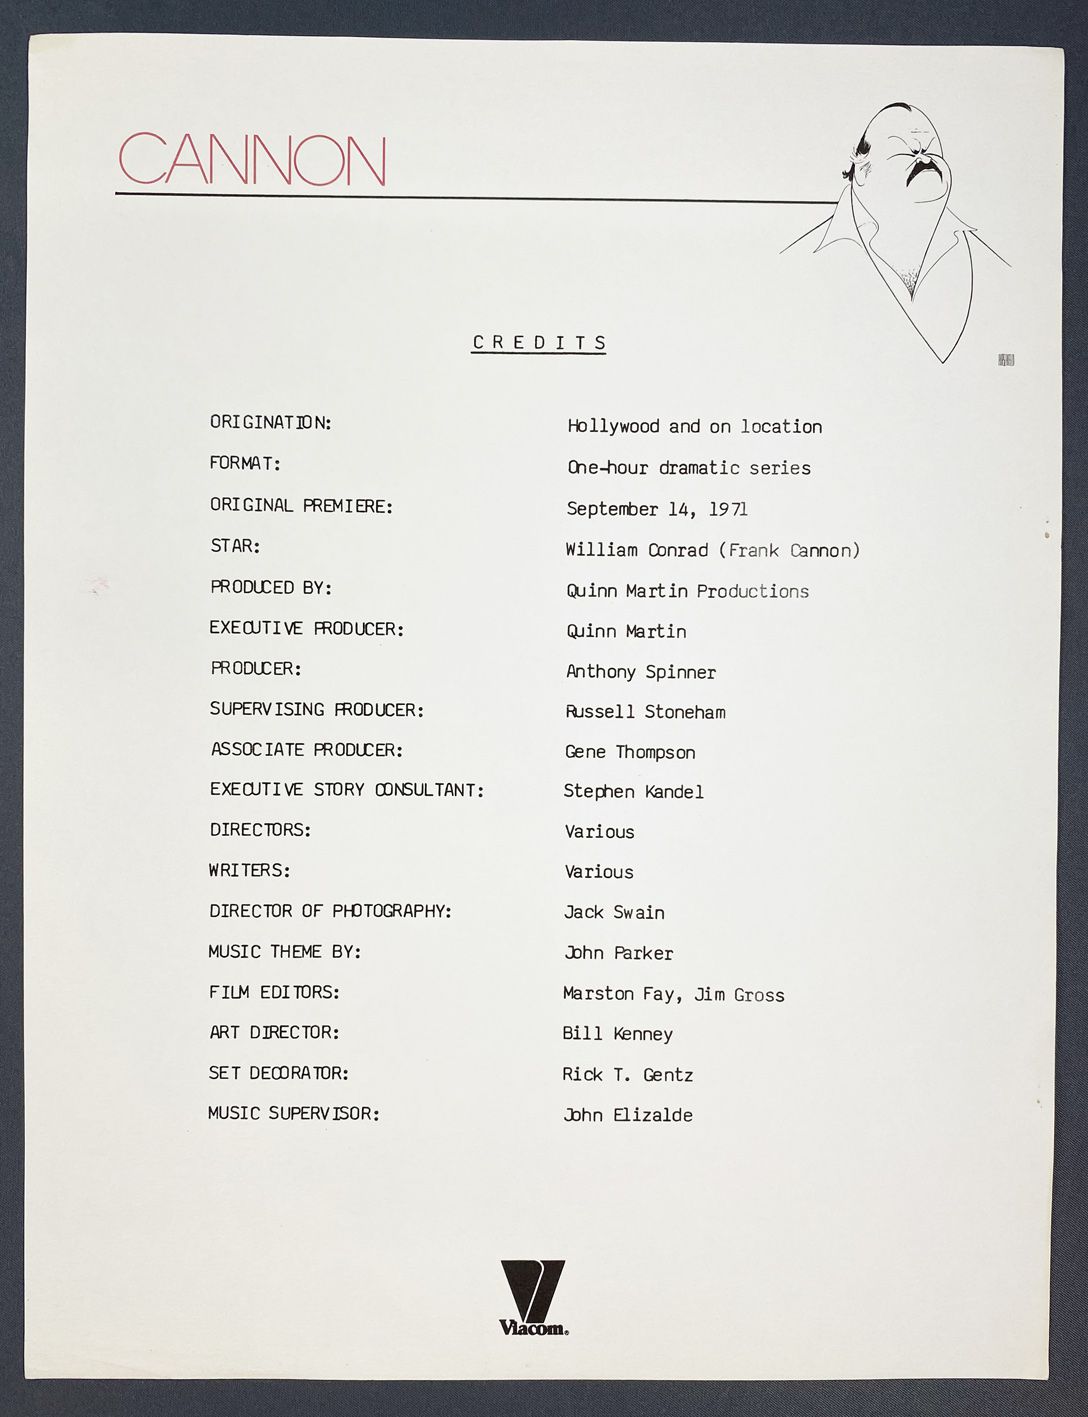 CANNON
CREDITS
ORIGINATION: Hollywood and on location
FORMAT: One-hour dramatic series
ORIGINAL PREMIERE: September 14, 1971
STAR: William Conrad (Frank Cannon)
PRODUCED BY: Quinn Martin Productions
EXECUTIVE PRODUCER: Quinn Martin
PRODUCER: Anthony Spinner
SUPERVISING PRODUCER: Russell Stoneham
ASSOCIATE PRODUCER: Gene Thompson
EXECUTIVE STORY CONSULTANT: Stephen Kandel
DIRECTORS: Various
WRITERS: Various
DIRECTOR OF PHOTOGRAPHY: Jack Swain
MUSIC THEME BY: John Parker
FILM EDITORS: Marston Fay, Jim Gross
ART DIRECTOR: Bill Kenney
SET DECORATOR: Rick T. Gentz
MUSIC SUPERVISOR: John Elizalde
Viacom.